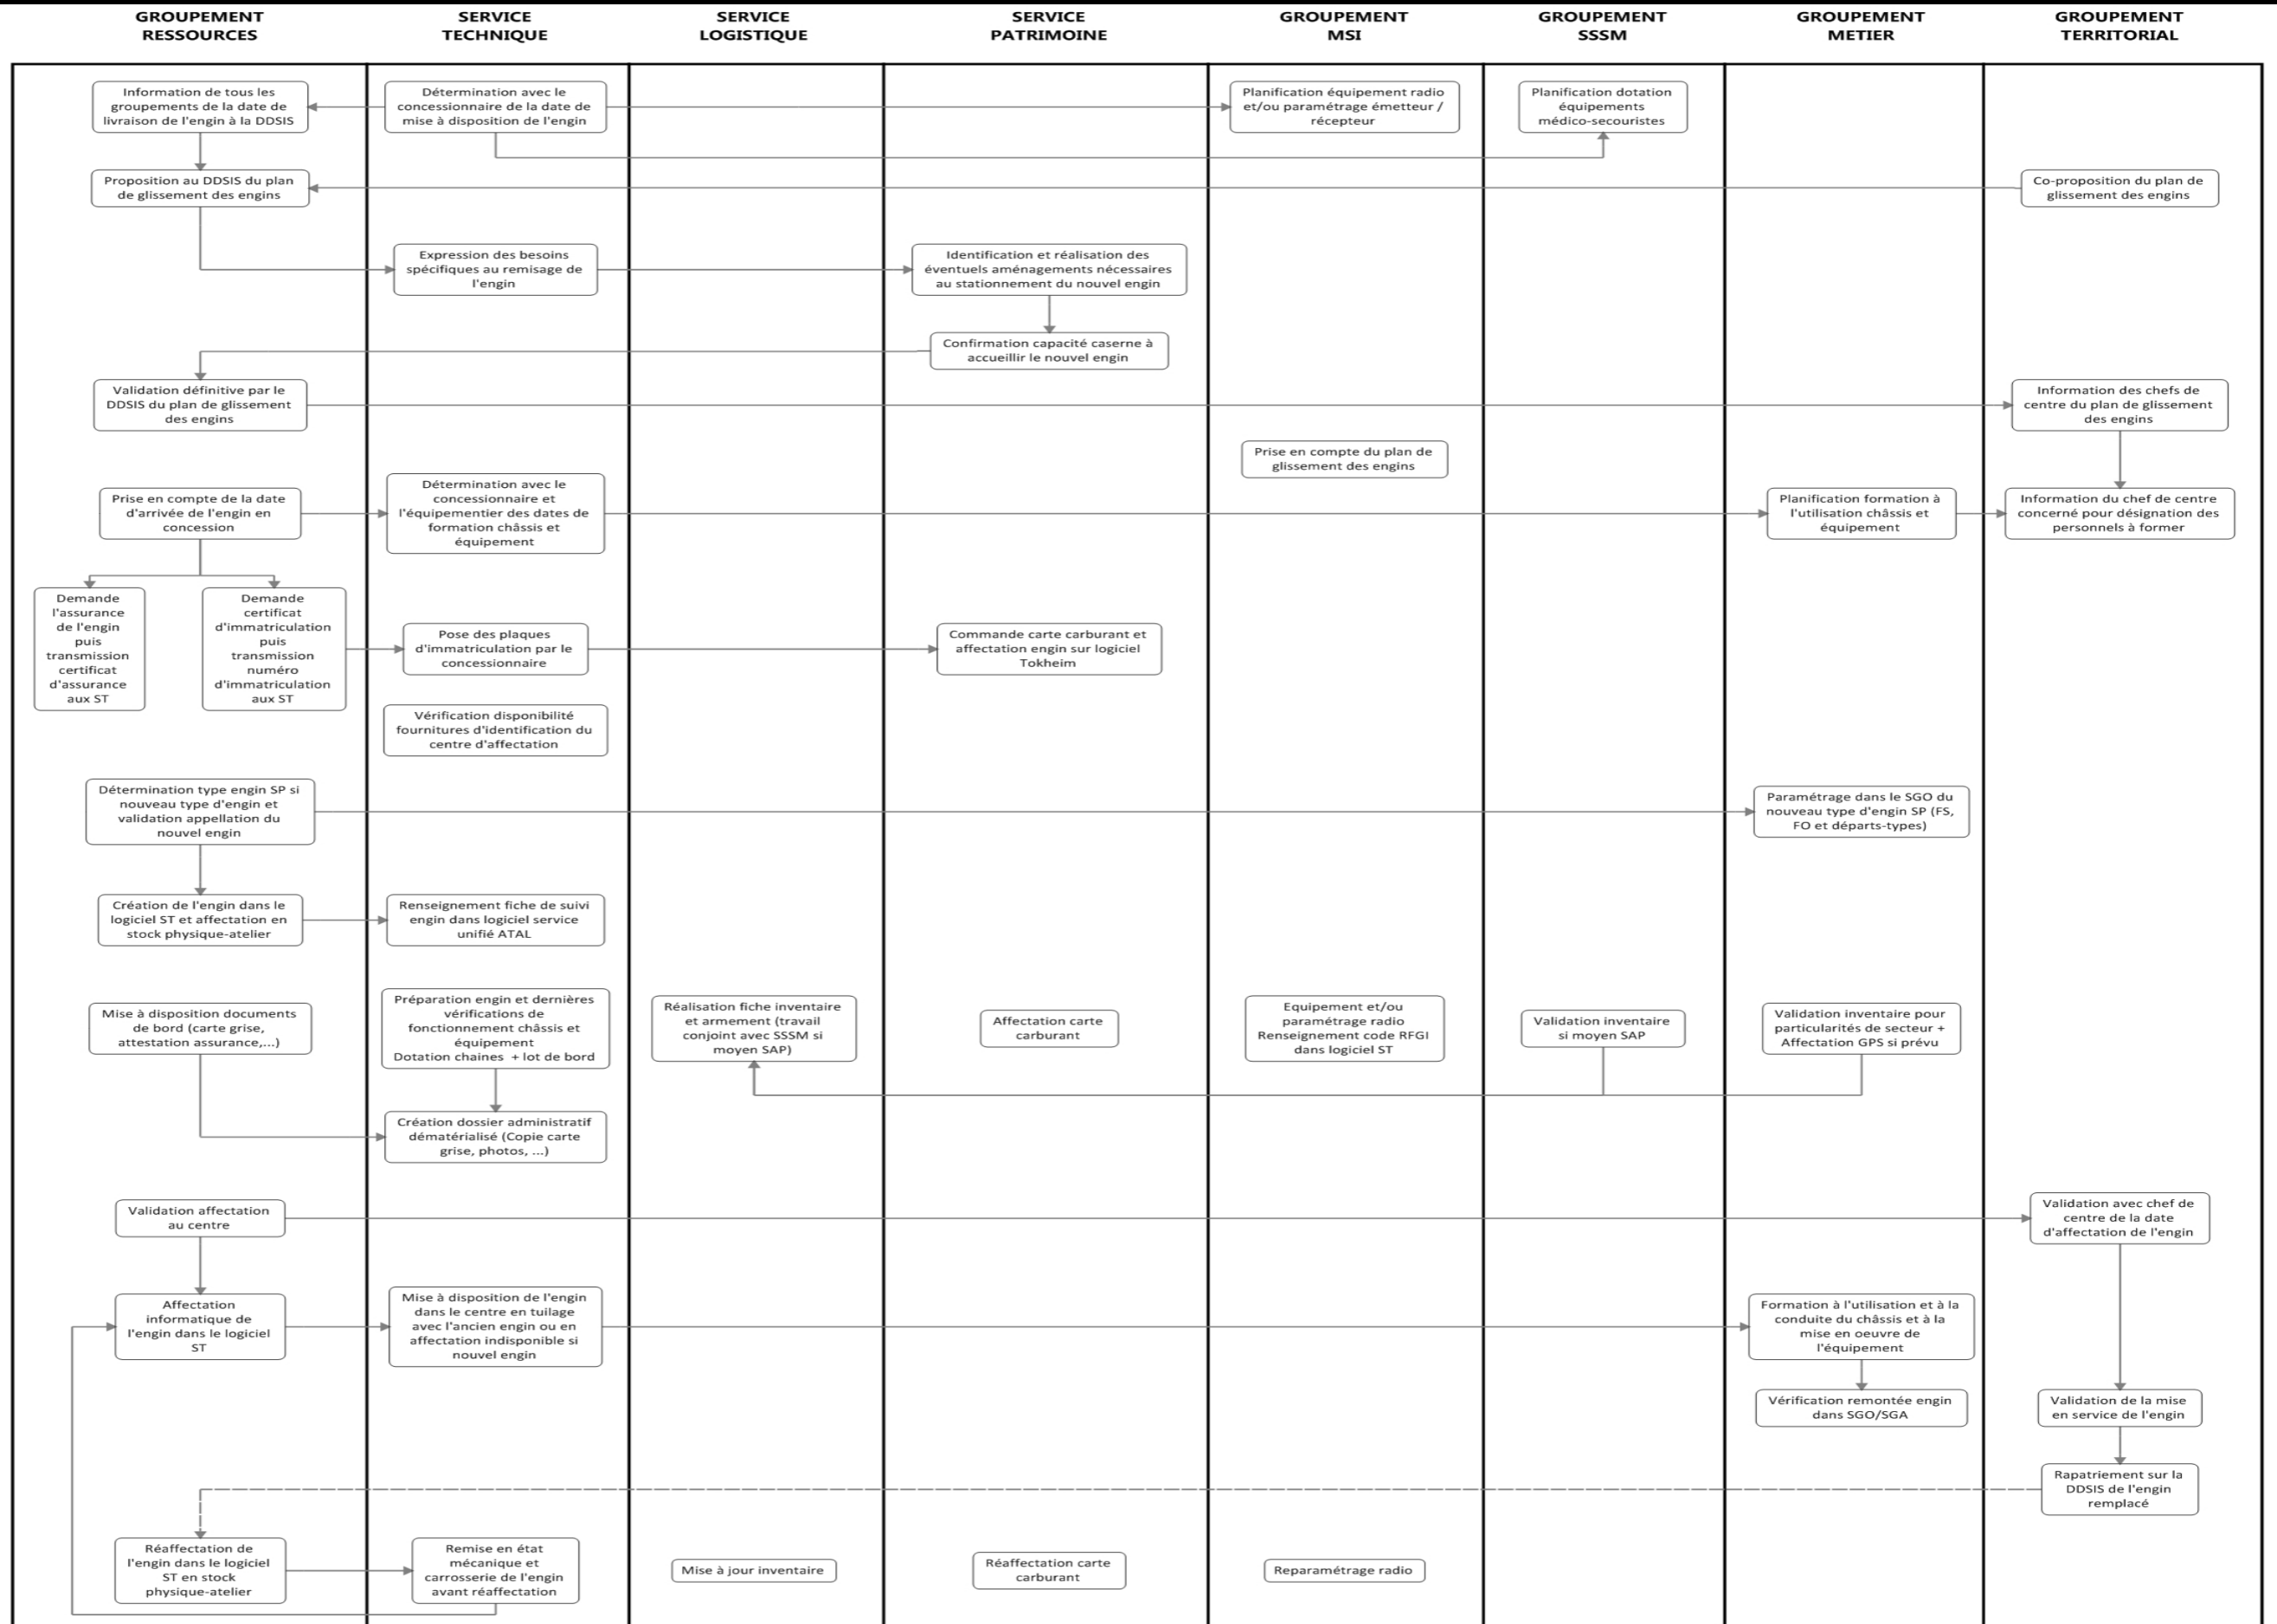 GROUPEMENT
RESSOURCES
SERVICE
TECHNIQUE
SERVICE
LOGISTIQUE
SERVICE
PATRIMOINE
GROUPEMENT
MSI
GROUPEMENT
SSSM
GROUPEMENT
METIER
GROUPEMENT
TERRITORIAL
Information de tous les
groupements de la date de
livraison de l'engin à la DDSIS
Détermination avec le
concessionnaire de la date de
mise à disposition de l'engin
Planification équipement radio
et/ou paramétrage émetteur /
récepteur
Planification dotation
équipements
médico-secouristes
Proposition au DDSIS du plan
de glissement des engins
Co-proposition du plan de
glissement des engins
Expression des besoins
spécifiques au remisage de
l'engin
Identification et réalisation des
éventuels aménagements nécessaires
au stationnement du nouvel engin
Confirmation capacité caserne à
accueillir le nouvel engin
Validation définitive par le
DDSIS du plan de glissement
des engins
Information des chefs de
centre du plan de glissement
des engins
Prise en compte du plan de
glissement des engins
Prise en compte de la date
d'arrivée de l'engin en
concession
Détermination avec le
concessionnaire et
l'équipementier des dates de
formation châssis et
équipement
Planification formation à
l'utilisation châssis et
équipement
Information du chef de centre
concerné pour désignation des
personnels à former
Demande
l'assurance
de l'engin
puis
transmission
certificat
d'assurance
aux ST
Demande
certificat
d'immatriculation
puis
transmission
numéro
d'immatriculation
aux ST
Pose des plaques
d'immatriculation par le
concessionnaire
Commande carte carburant et
affectation engin sur logiciel
Tokheim
Vérification disponibilité
fournitures d'identification du
centre d'affectation
Détermination type engin SP si
nouveau type d'engin et
validation appellation du
nouvel engin
Paramétrage dans le SGO du
nouveau type d'engin SP (FS,
FO et départs-types)
Création de l'engin dans le
logiciel ST et affectation en
stock physique-atelier
Renseignement fiche de suivi
engin dans logiciel service
unifié ATAL
Mise à disposition documents
de bord (carte grise,
attestation assurance,...)
Préparation engin et dernières
vérifications de
fonctionnement châssis et
équipement
Dotation chaines + lot de bord
Réalisation fiche inventaire
et armement (travail
conjoint avec SSSM si
moyen SAP)
Affectation carte
carburant
Equipement et/ou
paramétrage radio
Renseignement code RFGI
dans logiciel ST
Validation inventaire
si moyen SAP
Validation inventaire pour
particularités de secteur +
Affectation GPS si prévu
Création dossier administratif
dématérialisé (Copie carte
grise, photos, ...)
Validation affectation
au centre
Validation avec chef de
centre de la date
d'affectation de l'engin
Affectation
informatique de
l'engin dans le logiciel
ST
Mise à disposition de l'engin
dans le centre en tuilage
avec l'ancien engin ou en
affectation indisponible si
nouvel engin
Formation à l'utilisation et à la
conduite du châssis et à la
mise en oeuvre de
l'équipement
Vérification remontée engin
dans SGO/SGA
Validation de la mise
en service de l'engin
Rapatriement sur la
DDSIS de l'engin
remplacé
Réaffectation de
l'engin dans le logiciel
ST en stock
physique-atelier
Remise en état
mécanique et
carrosserie de l'engin
avant réaffectation
Mise à jour inventaire
Réaffectation carte
carburant
Reparamétrage radio